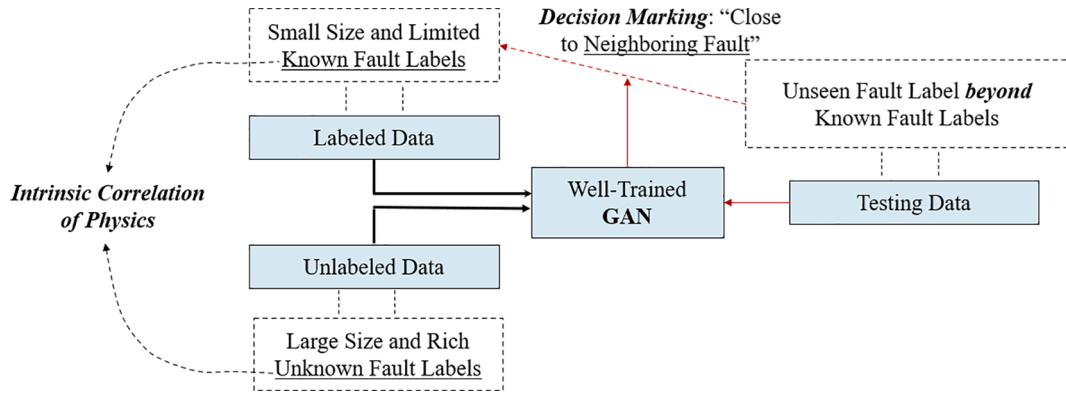 Small Size and Limited
Known Fault Labels
Decision Marking: “Close
to Neighboring Fault”
Unseen Fault Label beyond
Known Fault Labels
Labeled Data
Intrinsic Correlation
of Physics
Well-Trained
GAN
Testing Data
Unlabeled Data
Large Size and Rich
Unknown Fault Labels